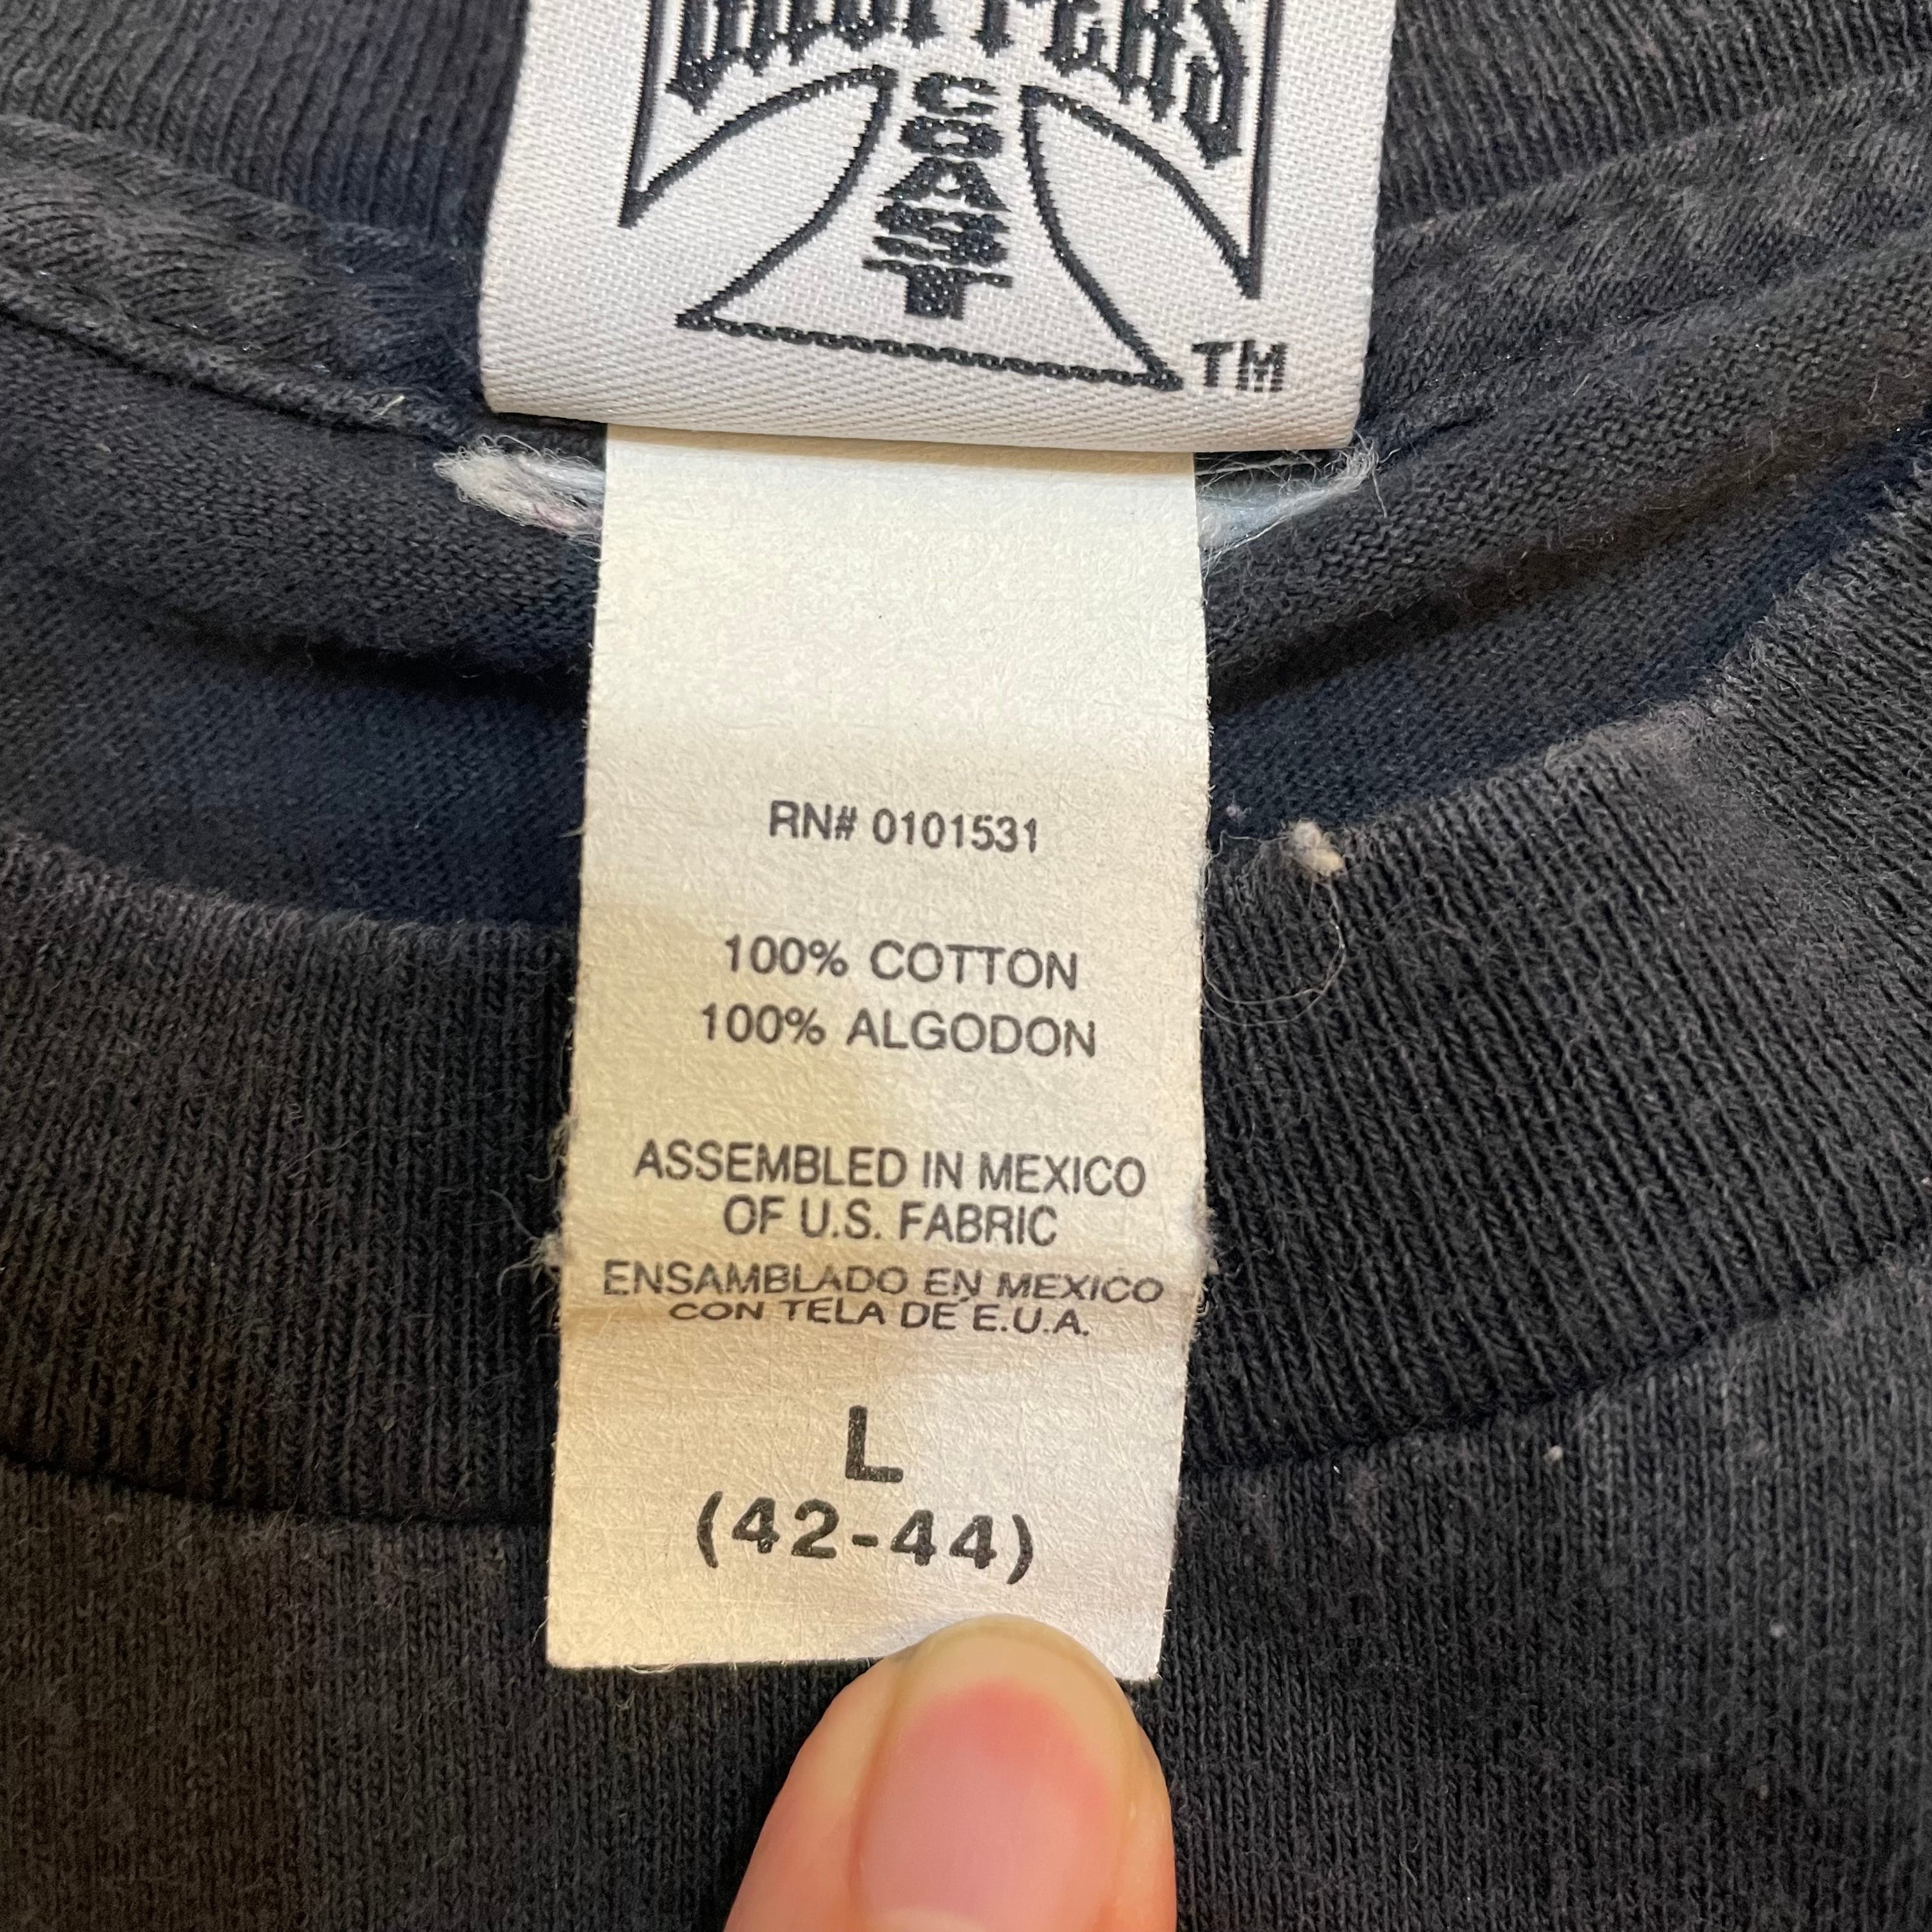 CHOPPERS
COAST
TM
RN# 0101531
100% COTTON
100% ALGODON
ASSEMBLED IN MEXICO
OF U.S. FABRIC
ENSAMBLADO EN MEXICO
CON TELA DE E.U.A.
L
(42-44)